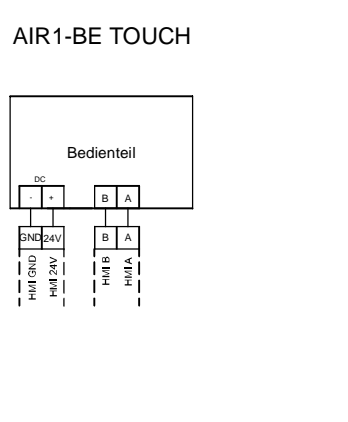 AIR1-BE TOUCH
Bedienteil
DC
- + B A
GND 24V B A
HMI GND
HMI 24V
HMI B
HMI A